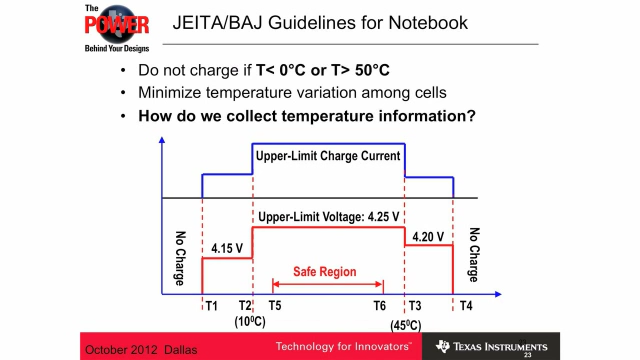 The
POWER
Behind Your Designs
JEITA/BAJ Guidelines for Notebook
• Do not charge if T< 0°C or T> 50°C
• Minimize temperature variation among cells
• How do we collect temperature information?
Upper-Limit Charge Current
Upper-Limit Voltage: 4.25 V
No Charge
4.15 V
4.20 V
No Charge
Safe Region
T1 T2 T5 T6 T3 T4
(10⁰C) (45⁰C)
October 2012 Dallas
Technology for Innovators™
TEXAS INSTRUMENTS
23